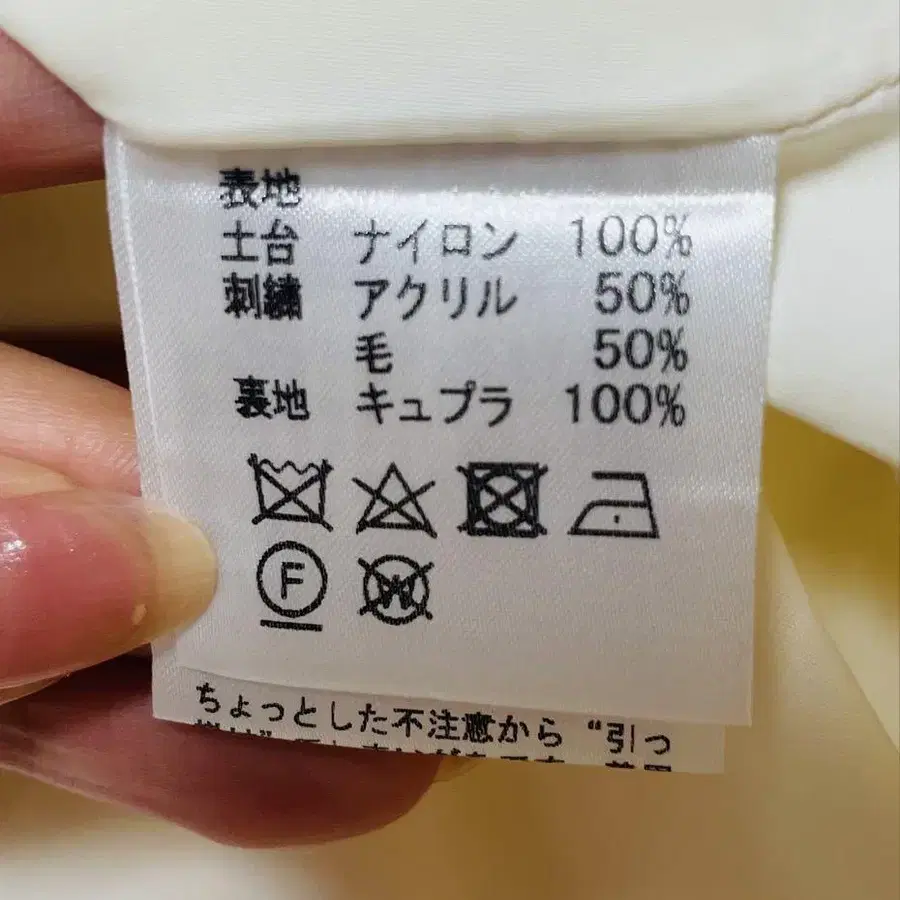 表地
土台 ナイロン 100%
刺繍 アクリル 50%
毛 50%
裏地 キュプラ 100%
F
W
ちょっとした不注意から“引っ